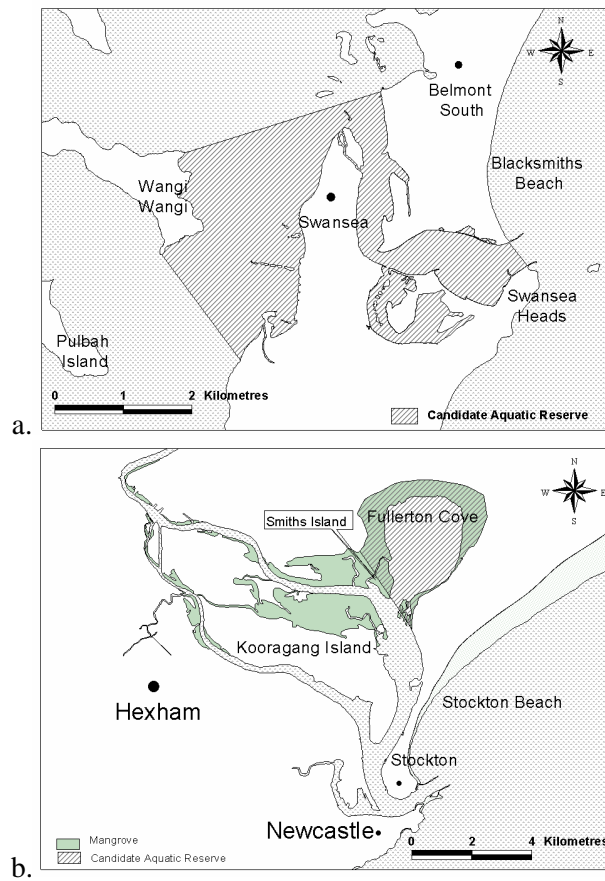 N
W E
S
Belmont
South
Wangi
Wangi
Blacksmiths
Beach
Swansea
Swansea
Heads
Pulbah
Island
0 1 2 Kilometres
Candidate Aquatic Reserve
a.
N
W E
S
Smiths Island
Fullerton Cove
Kooragang Island
Hexham
Stockton Beach
Stockton
Newcastle
Mangrove
Candidate Aquatic Reserve
0 2 4 Kilometres
b.